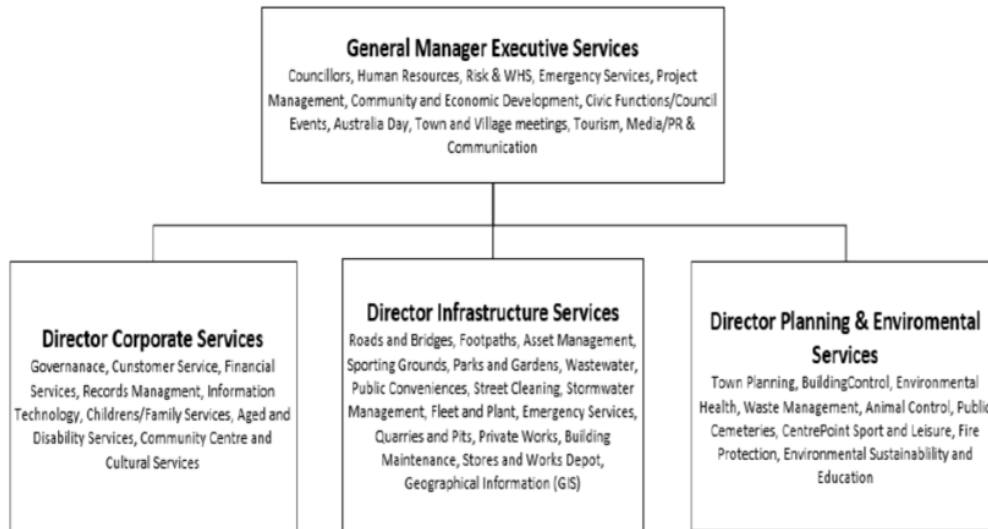 General Manager Executive Services
Councillors, Human Resources, Risk & WHS, Emergency Services, Project
Management, Community and Economic Development, Civic Functions/Council
Events, Australia Day, Town and Village meetings, Tourism, Media/PR &
Communication
Director Corporate Services
Governanace, Cunstomer Service, Financial
Services, Records Managment, Information
Technology, Childrens/Family Services, Aged and
Disability Services, Community Centre and
Cultural Services
Director Infrastructure Services
Roads and Bridges, Footpaths, Asset Management,
Sporting Grounds, Parks and Gardens, Wastewater,
Public Conveniences, Street Cleaning, Stormwater
Management, Fleet and Plant, Emergency Services,
Quarries and Pits, Private Works, Building
Maintenance, Stores and Works Depot,
Geographical Information (GIS)
Director Planning & Enviromental
Services
Town Planning, BuildingControl, Environmental
Health, Waste Management, Animal Control, Public
Cemeteries, CentrePoint Sport and Leisure, Fire
Protection, Environmental Sustainablility and
Education